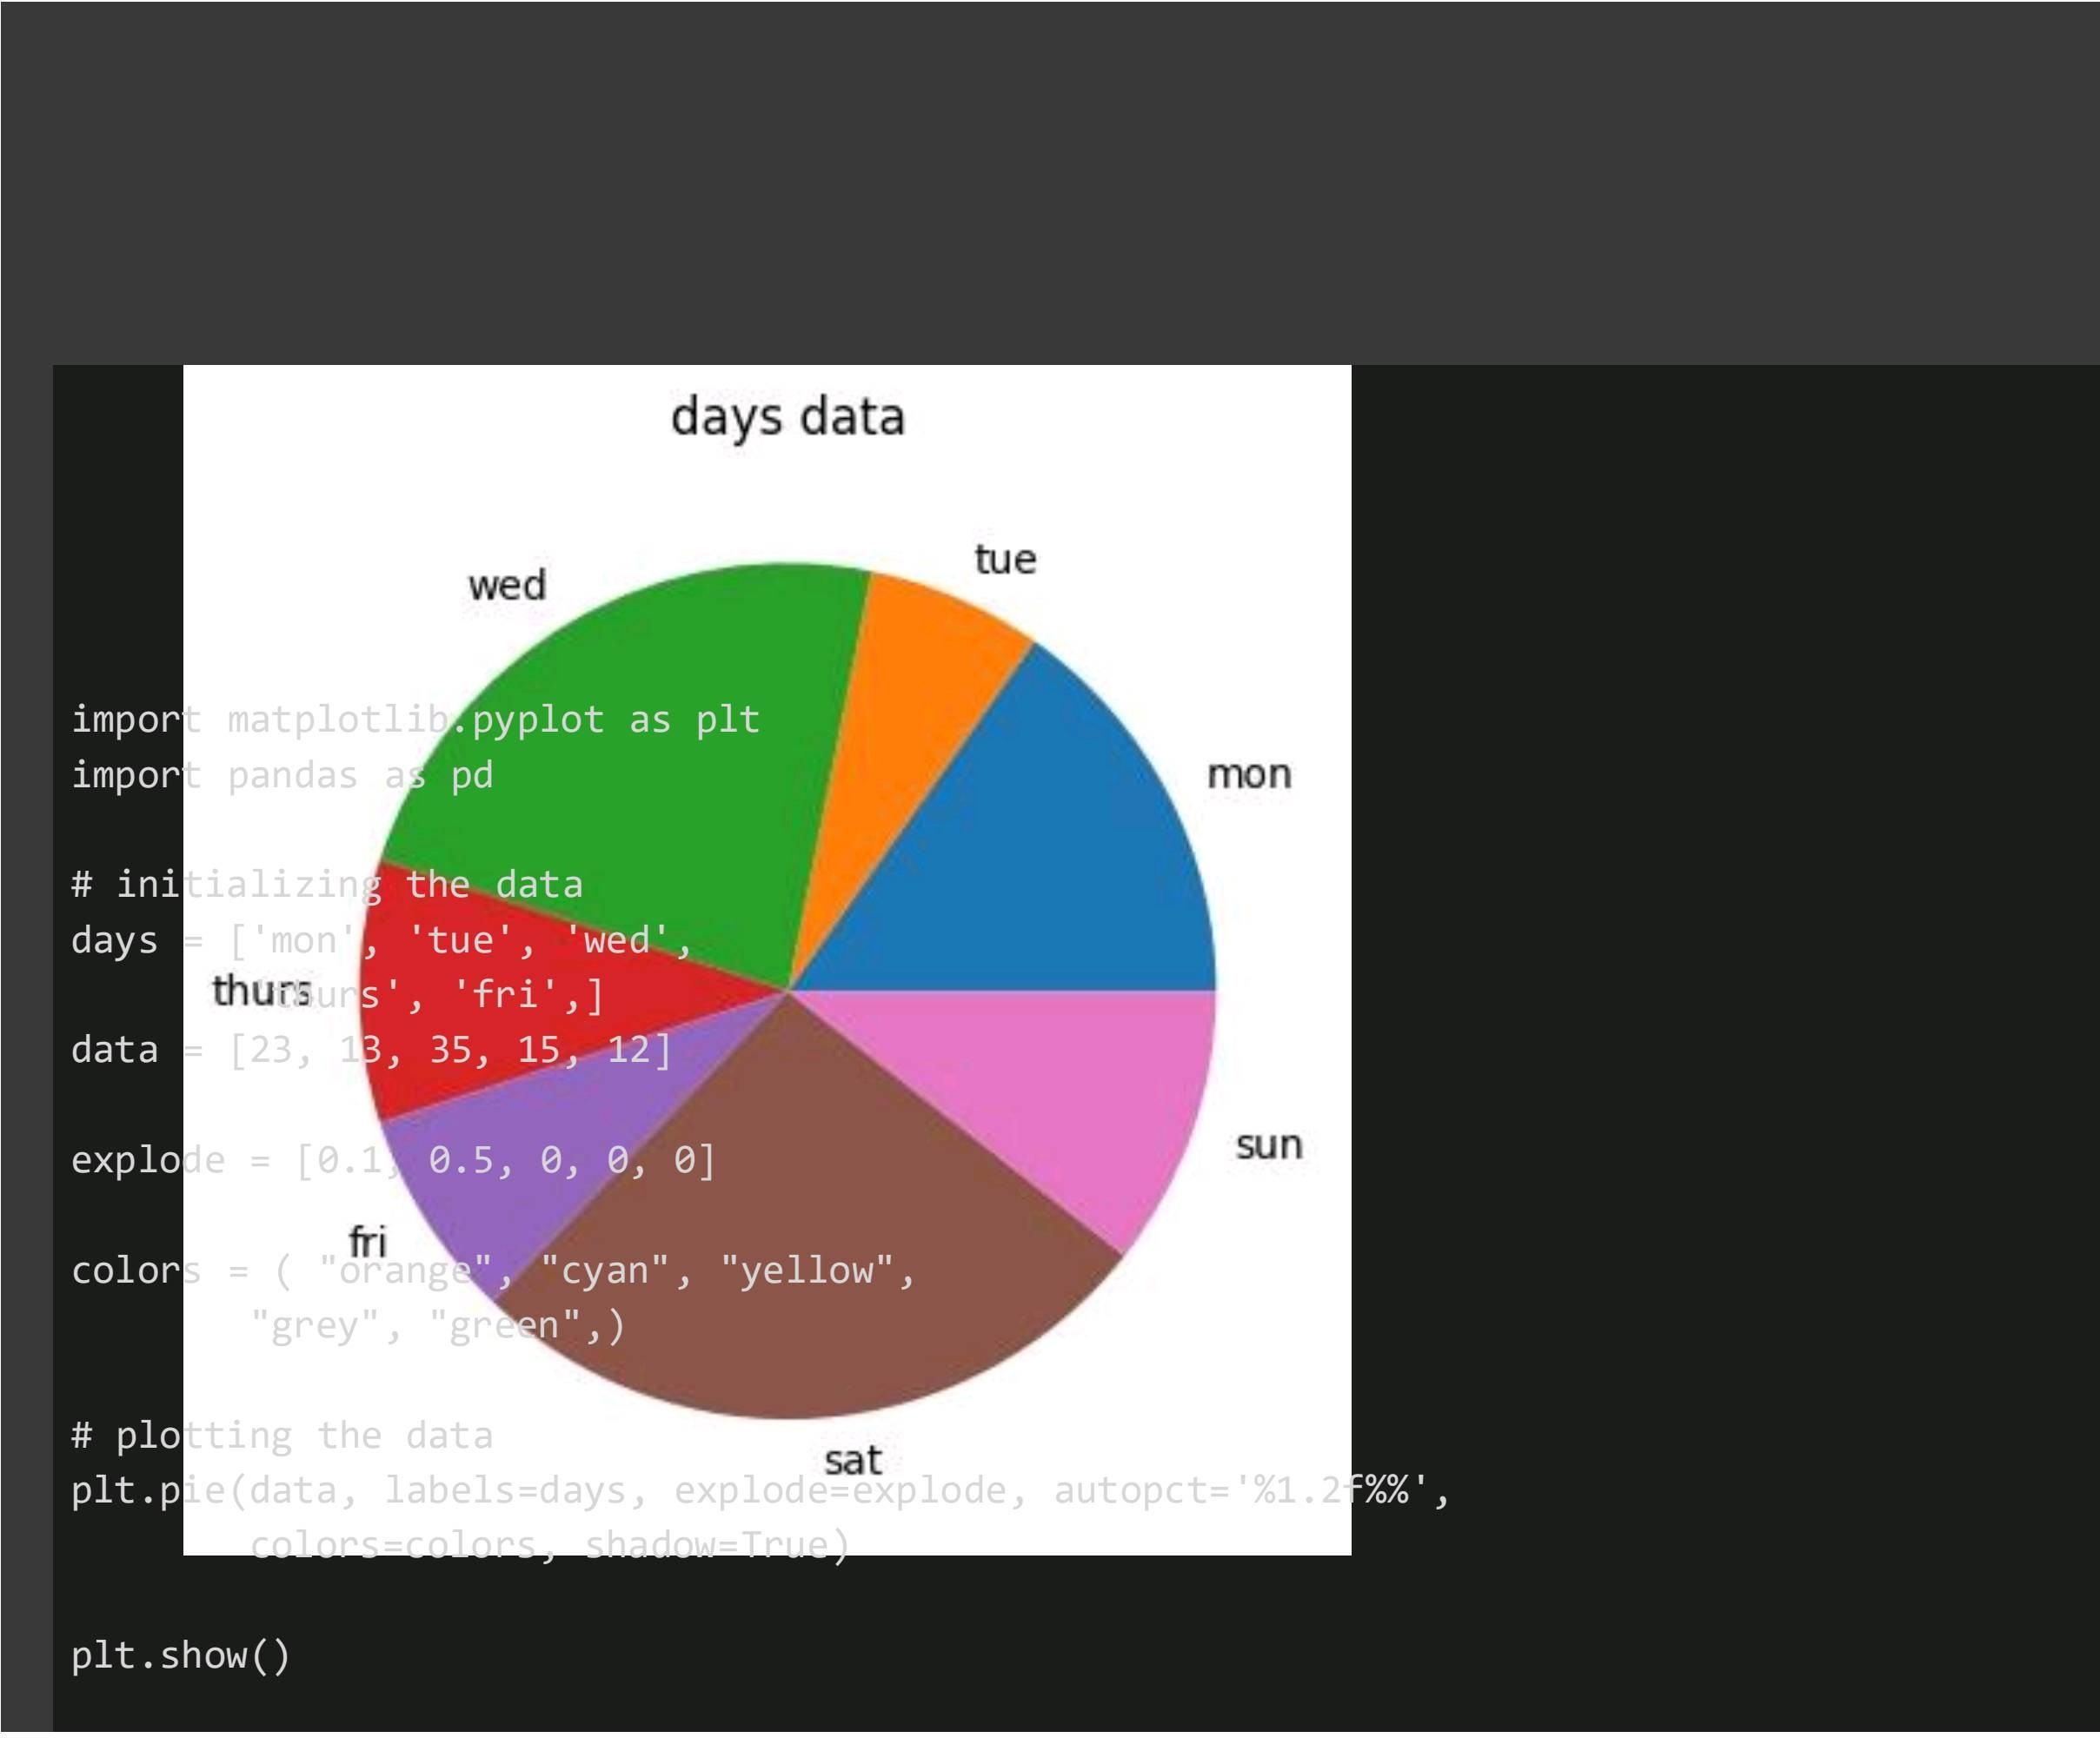 days data
tue
wed
mon
thurs
sun
fri
sat
import matplotlib.pyplot as plt
import pandas as pd
# initializing the data
days = ['mon', 'tue', 'wed',
'thurs', 'fri',]
data = [23, 13, 35, 15, 12]
explode = [0.1, 0.5, 0, 0, 0]
colors = ( "orange", "cyan", "yellow",
"grey", "green",)
# plotting the data
plt.pie(data, labels=days, explode=explode, autopct='%1.2f%%',
colors=colors, shadow=True)
plt.show()